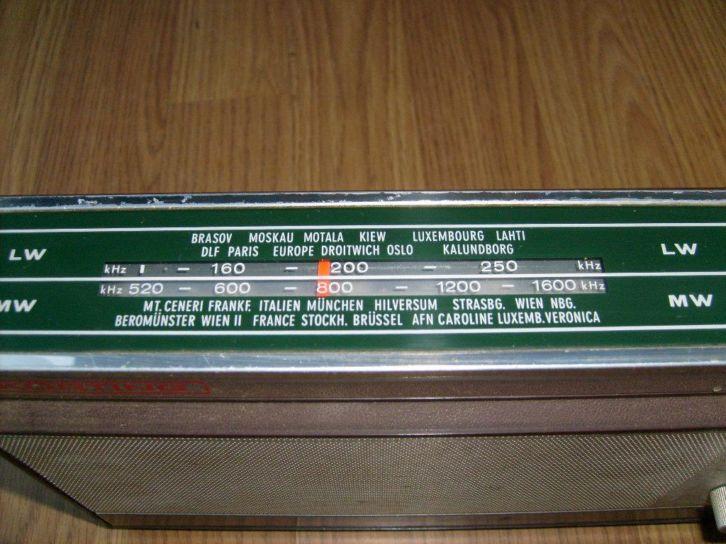 BRASOV MOSKAU MOTALA KIEW LUXEMBOURG LAHTI
LW DLF PARIS EUROPE DROITWICH OSLO KALUNDBORG LW
kHz - 160 - 200 - 250 kHz
kHz 520 - 600 - 800 - 1200 - 1600 kHz
MW MT. CENERI FRANKF. ITALIEN MÜNCHEN HILVERSUM STRASBG. WIEN NBG. MW
BEROMÜNSTER WIEN II FRANCE STOCKH. BRÜSSEL AFN CAROLINE LUXEMB. VERONICA